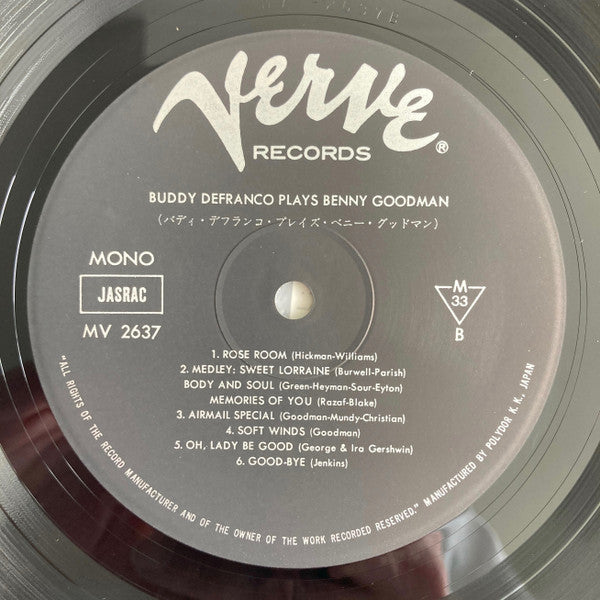 Verve
RECORDS ®
BUDDY DEFRANCO PLAYS BENNY GOODMAN
(バディ・デフランコ・プレイズ・ベニー・グッドマン)
MONO
JASRAC
MV 2637
M
33
B
1. ROSE ROOM (Hickman-Williams)
2. MEDLEY: SWEET LORRAINE (Burwell-Parish)
BODY AND SOUL (Green-Heyman-Sour-Eyton)
MEMORIES OF YOU (Razaf-Blake)
3. AIRMAIL SPECIAL (Goodman-Mundy-Christian)
4. SOFT WINDS (Goodman)
5. OH, LADY BE GOOD (George & Ira Gershwin)
6. GOOD-BYE (Jenkins)
"ALL RIGHTS OF THE RECORD MANUFACTURER AND OF THE OWNER OF THE WORK RECORDED RESERVED." MANUFACTURED BY POLYDOR K.K., JAPAN